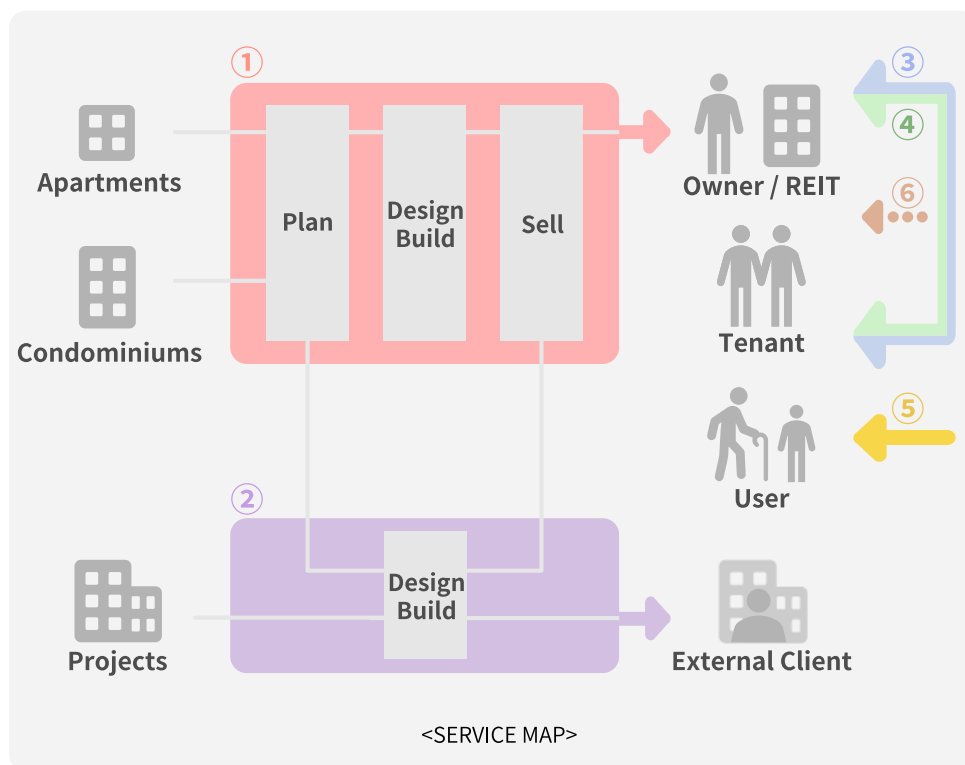 ①
③
④
Apartments
Owner / REIT
⑥
Plan
Design
Build
Sell
Condominiums
Tenant
⑤
User
②
Design
Build
Projects
External Client
<SERVICE MAP>